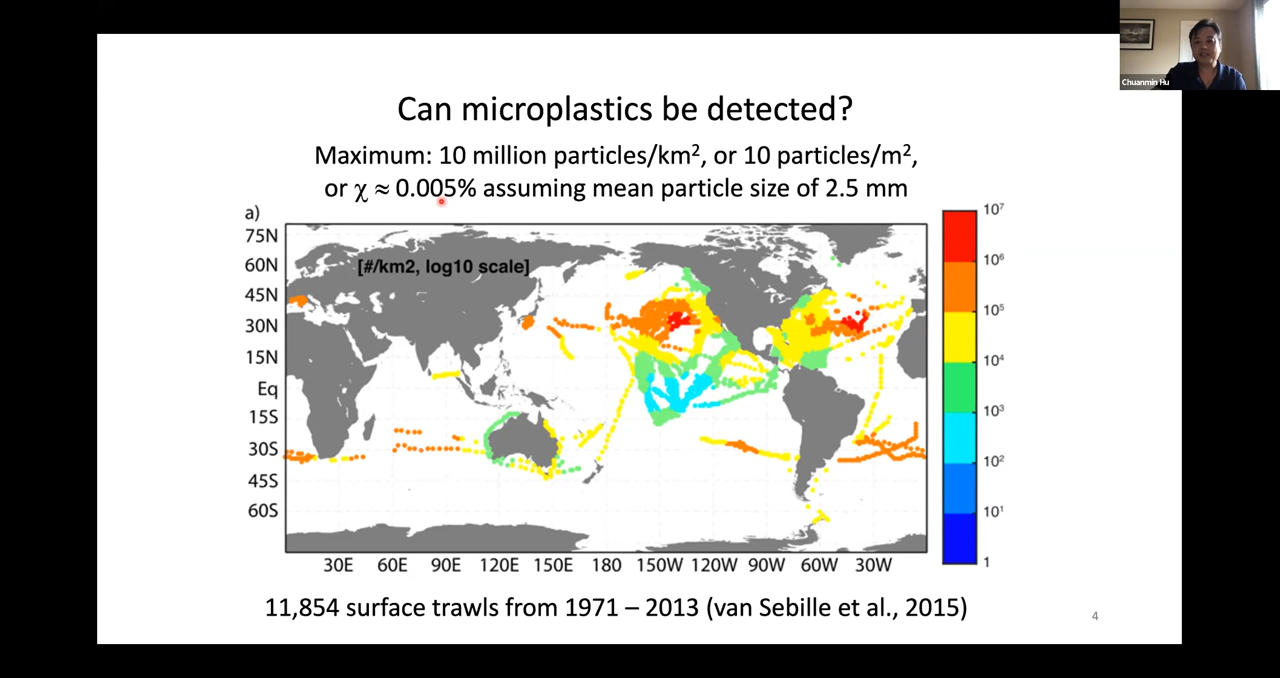 Chuanmin Hu
Can microplastics be detected?
Maximum: 10 million particles/km², or 10 particles/m²,
or χ ≈ 0.005% assuming mean particle size of 2.5 mm
a)
[#/km2, log10 scale]
75N
60N
45N
30N
15N
Eq
15S
30S
45S
60S
30E 60E 90E 120E 150E 180 150W 120W 90W 60W 30W
10⁷
10⁶
10⁵
10⁴
10³
10²
10¹
1
11,854 surface trawls from 1971 – 2013 (van Sebille et al., 2015)
4